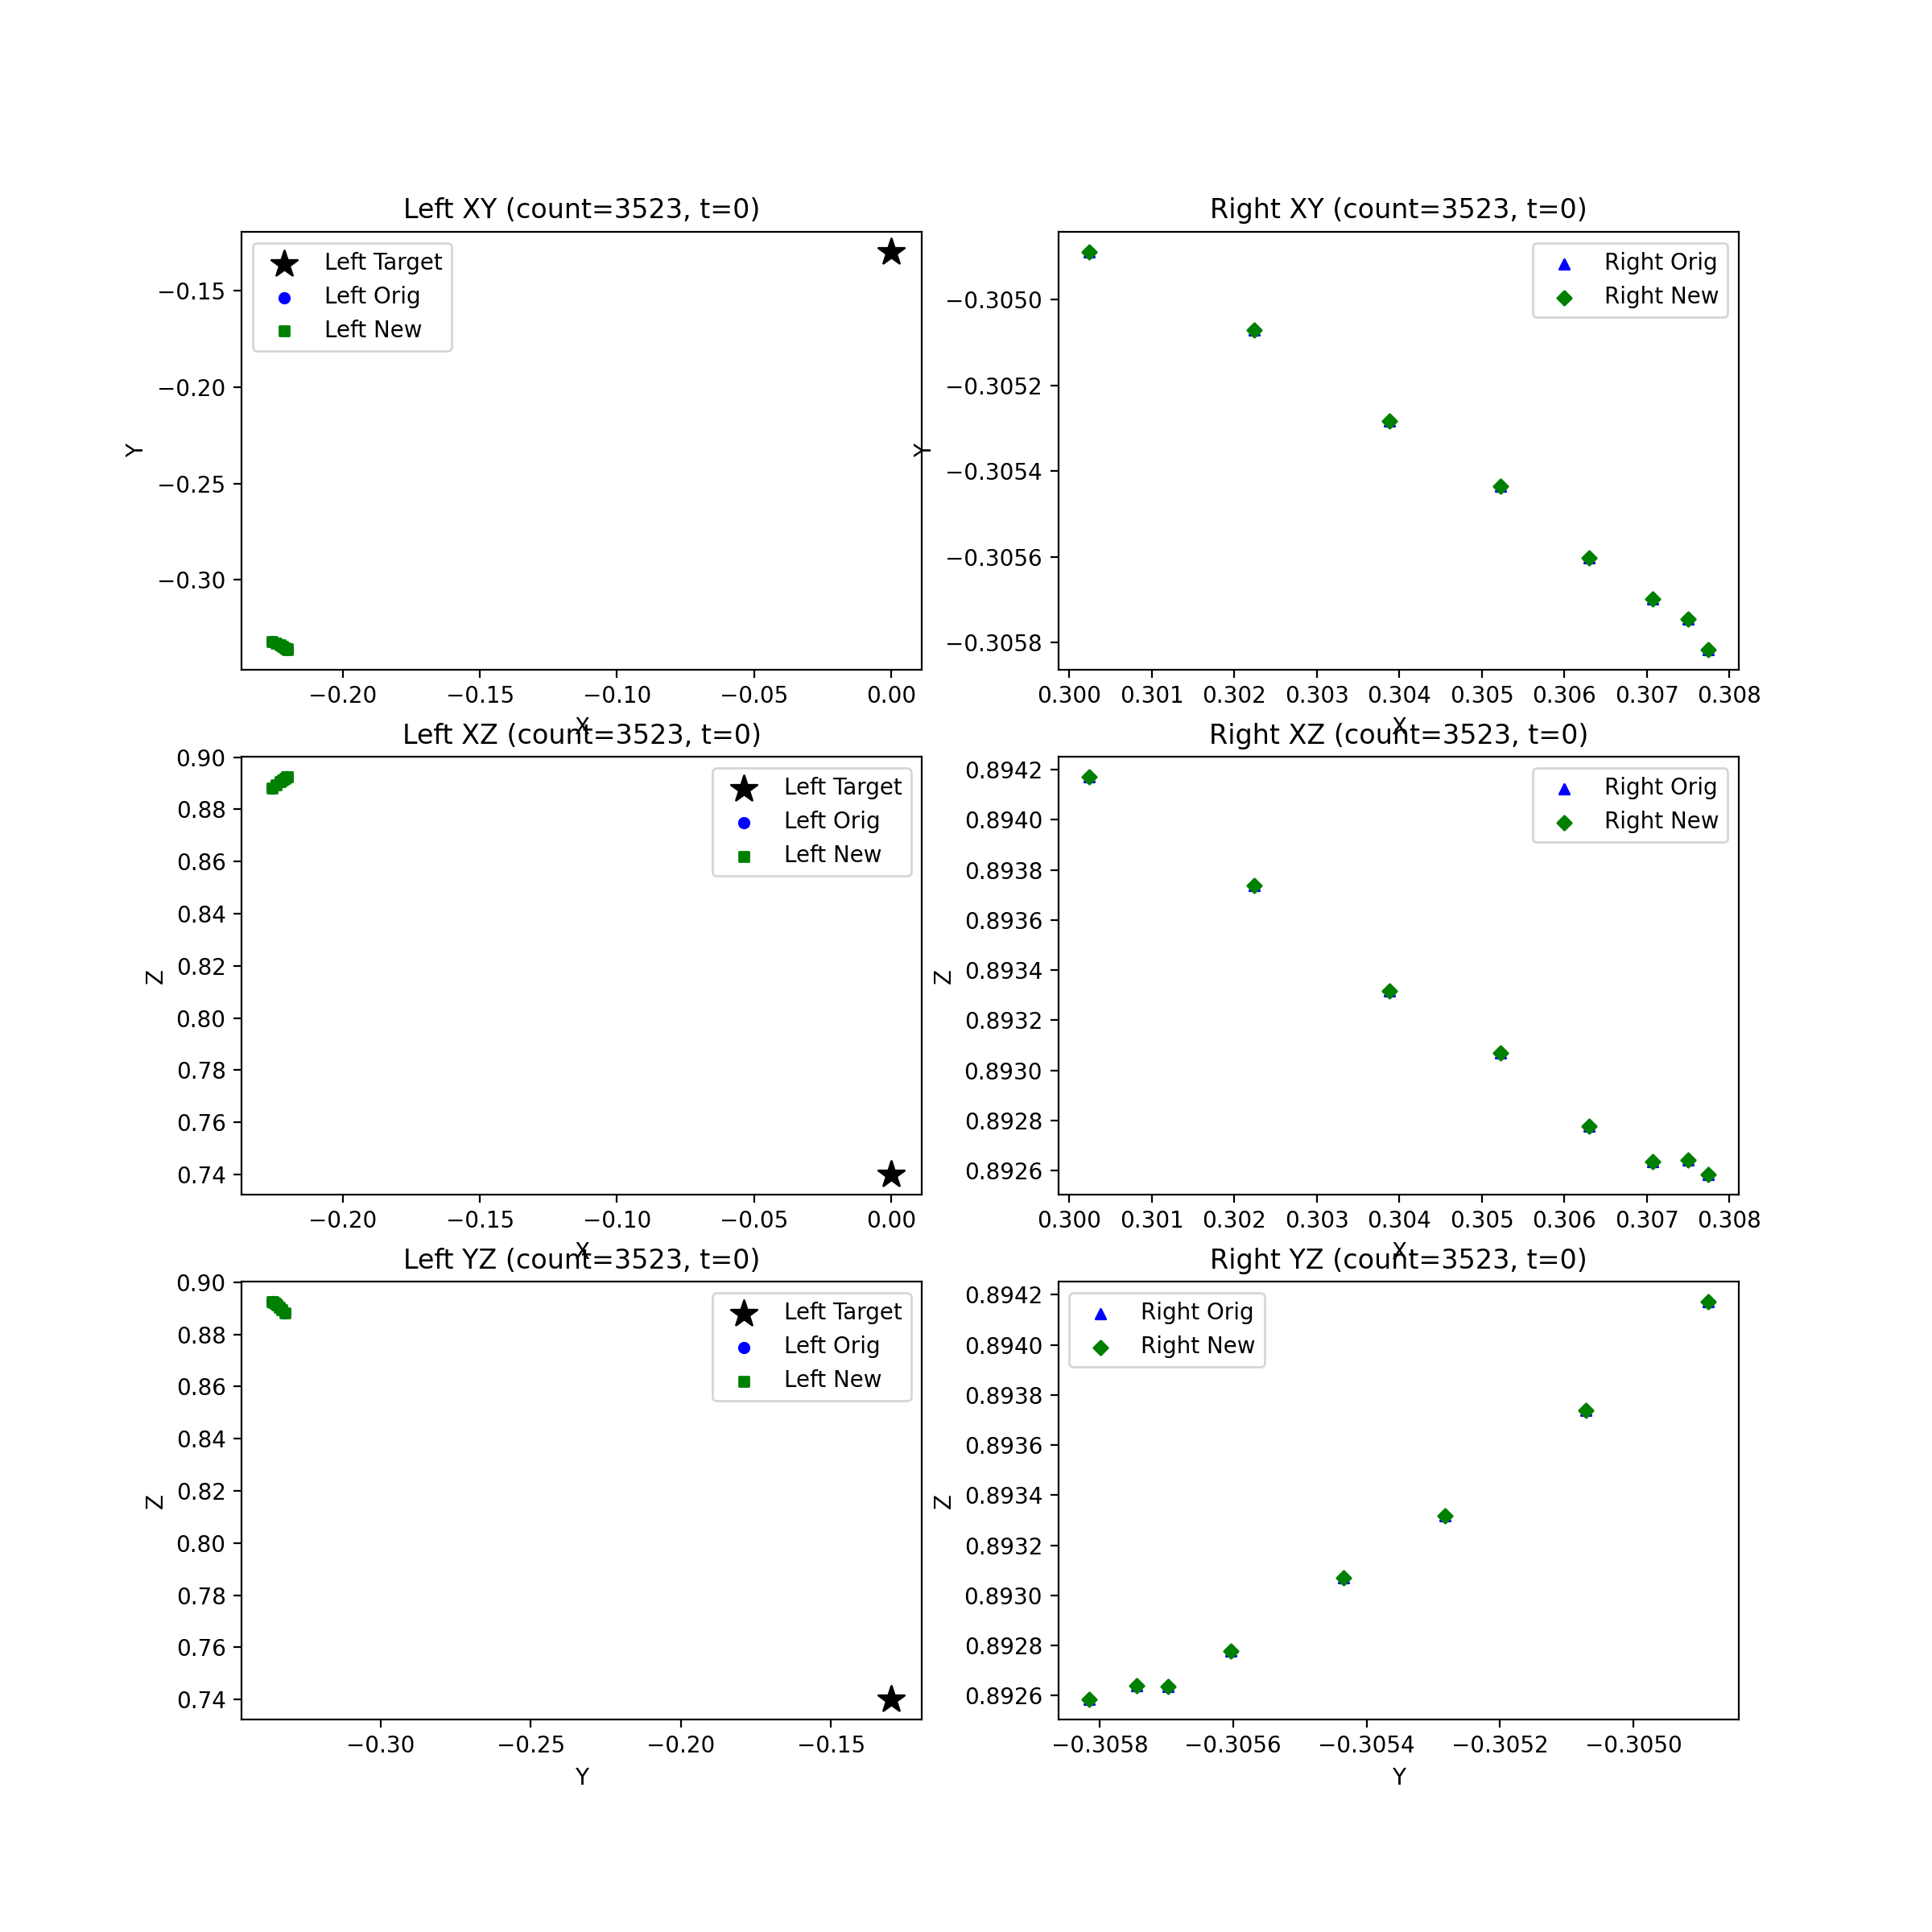 Left XY (count=3523, t=0)
Left Target
Left Orig
Left New
−0.15
−0.20
−0.25
−0.30
Y
−0.20
−0.15
−0.10
−0.05
0.00
X
Right XY (count=3523, t=0)
Right Orig
Right New
−0.3050
−0.3052
−0.3054
−0.3056
−0.3058
Y
0.300
0.301
0.302
0.303
0.304
0.305
0.306
0.307
0.308
X
Left XZ (count=3523, t=0)
Left Target
Left Orig
Left New
0.90
0.88
0.86
0.84
0.82
0.80
0.78
0.76
0.74
Z
−0.20
−0.15
−0.10
−0.05
0.00
X
Right XZ (count=3523, t=0)
Right Orig
Right New
0.8942
0.8940
0.8938
0.8936
0.8934
0.8932
0.8930
0.8928
0.8926
Z
0.300
0.301
0.302
0.303
0.304
0.305
0.306
0.307
0.308
X
Left YZ (count=3523, t=0)
Left Target
Left Orig
Left New
0.90
0.88
0.86
0.84
0.82
0.80
0.78
0.76
0.74
Z
−0.30
−0.25
−0.20
−0.15
Y
Right YZ (count=3523, t=0)
Right Orig
Right New
0.8942
0.8940
0.8938
0.8936
0.8934
0.8932
0.8930
0.8928
0.8926
Z
−0.3058
−0.3056
−0.3054
−0.3052
−0.3050
Y